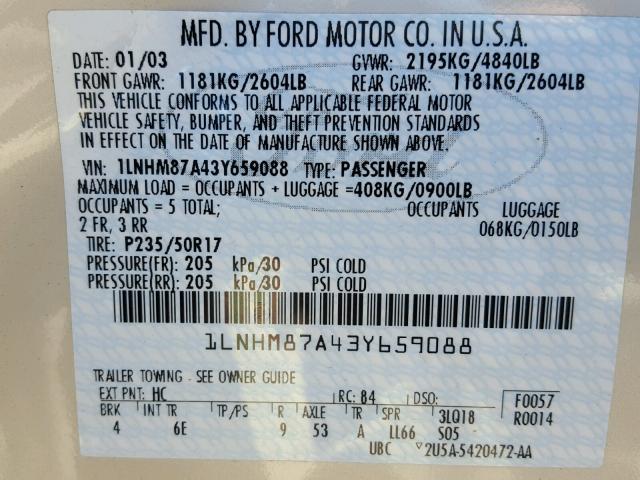 MFD. BY FORD MOTOR CO. IN U.S.A.
DATE: 01/03 GVWR: 2195KG/4840LB
FRONT GAWR: 1181KG/2604LB REAR GAWR: 1181KG/2604LB
THIS VEHICLE CONFORMS TO ALL APPLICABLE FEDERAL MOTOR
VEHICLE SAFETY, BUMPER, AND THEFT PREVENTION STANDARDS
IN EFFECT ON THE DATE OF MANUFACTURE SHOWN ABOVE.
VIN: 1LNHM87A43Y659088 TYPE: PASSENGER
MAXIMUM LOAD = OCCUPANTS + LUGGAGE =408KG/0900LB
OCCUPANTS = 5 TOTAL; OCCUPANTS LUGGAGE
2 FR, 3 RR 068KG/0150LB
TIRE: P235/50R17
PRESSURE(FR): 205 kPa/30 PSI COLD
PRESSURE(RR): 205 kPa/30 PSI COLD
1LNHM87A43Y659088
TRAILER TOWING - SEE OWNER GUIDE
EXT PNT: HC RC: 84 DSO: F0057
BRK INT TR TP/PS R AXLE TR SPR 3LQ18 R0014
4 6E 9 53 A LL66 S05
UBC 2U5A-5420472-AA